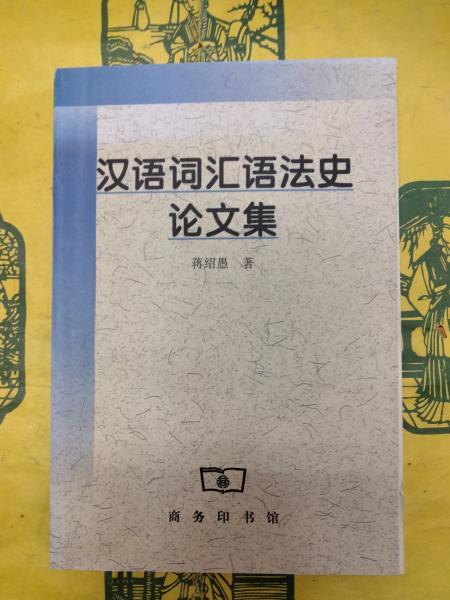 汉语词汇语法史
论文集
蒋绍愚 著
商务印书馆